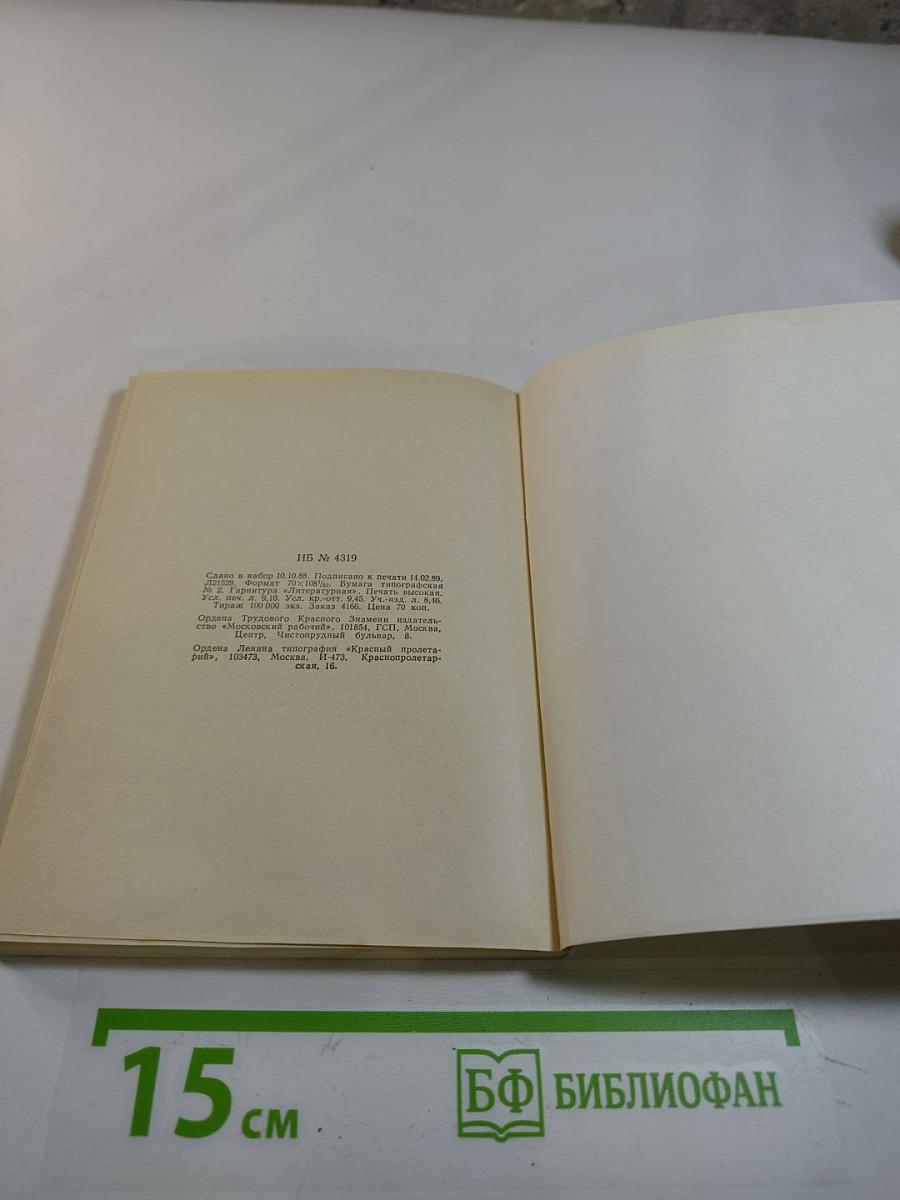 ИБ № 4319
Сдано в набор 10.10.88. Подписано к печати 14.02.89.
Л21529. Формат 70×108¹/₃₂. Бумага типографская
№ 2. Гарнитура «Литературная». Печать высокая.
Усл. печ. л. 9,10. Усл. кр.-отт. 9,45. Уч.-изд. л. 8,46.
Тираж 100 000 экз. Заказ 4166. Цена 70 коп.
Ордена Трудового Красного Знамени издатель-
ство «Московский рабочий», 101854, ГСП, Москва,
Центр, Чистопрудный бульвар, 8.
Ордена Ленина типография «Красный пролета-
рий», 103473, Москва, И-473, Краснопролетар-
ская, 16.
15 см
БФ БИБЛИОФАН